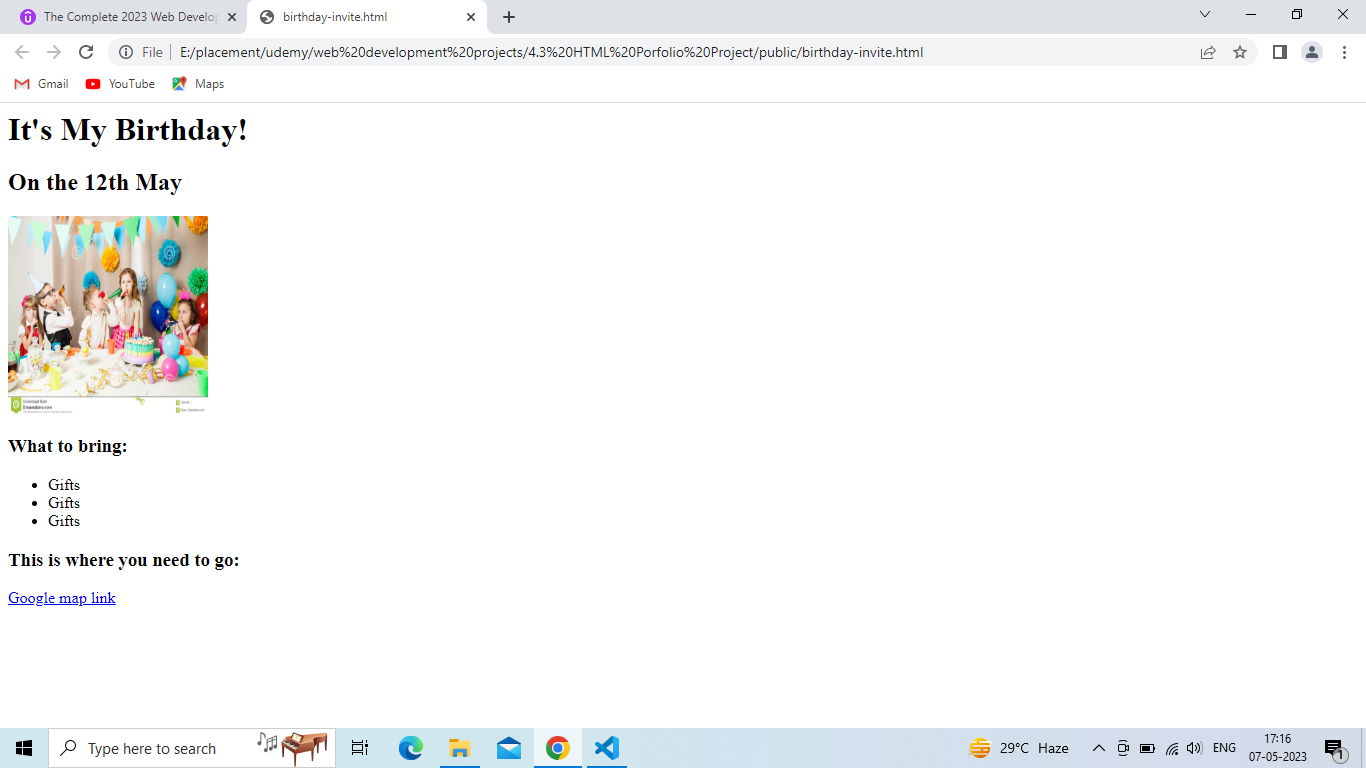 The Complete 2023 Web Develop
birthday-invite.html
File
E:/placement/udemy/web%20development%20projects/4.3%20HTML%20Porfolio%20Project/public/birthday-invite.html
Gmail
YouTube
Maps
It's My Birthday!
On the 12th May
Download from
Dreamstime.com
What to bring:
Gifts
Gifts
Gifts
This is where you need to go:
Google map link
Type here to search
29°C Haze
ENG
17:16
07-05-2023
1